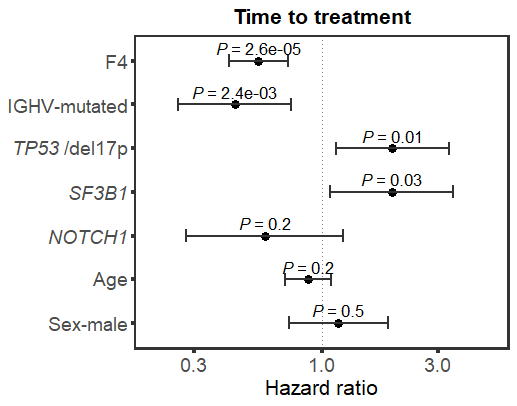 Time to treatment
F4
P = 2.6e-05
IGHV-mutated
P = 2.4e-03
TP53 /del17p
P = 0.01
SF3B1
P = 0.03
NOTCH1
P = 0.2
Age
P = 0.2
Sex-male
P = 0.5
0.3 1.0 3.0
Hazard ratio